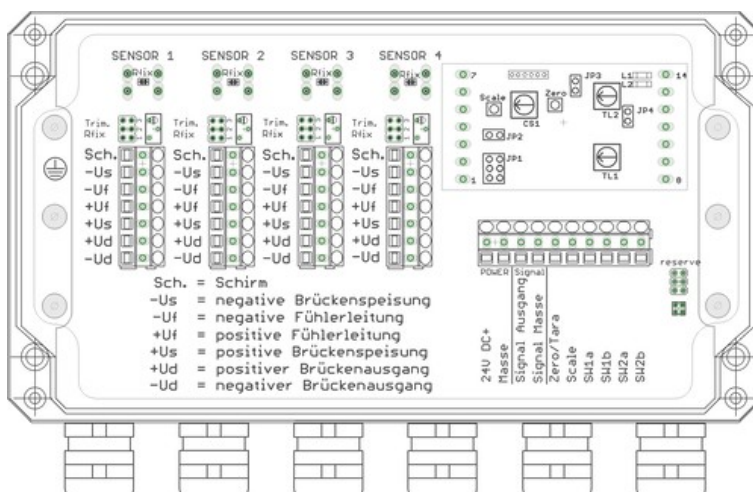 SENSOR 1 SENSOR 2 SENSOR 3 SENSOR 4
Rfix Rfix Rfix Rfix
Trim. Trim. Trim. Trim.
Rfix Rfix Rfix Rfix
Sch. Sch. Sch. Sch.
-Us -Us -Us -Us
-Uf -Uf -Uf -Uf
+Uf +Uf +Uf +Uf
+Us +Us +Us +Us
+Ud +Ud +Ud +Ud
-Ud -Ud -Ud -Ud
Sch. = Schirm
-Us = negative Brückenspeisung
-Uf = negative Fühlerleitung
+Uf = positive Fühlerleitung
+Us = positive Brückenspeisung
+Ud = positiver Brückenausgang
-Ud = negativer Brückenausgang
7 JP3 L1 14
L2
Scale Zero
CS1 TL2 JP4
JP2
JP1
1 TL1 8
reserve
POWER Signal
24V DC+
Masse
Signal Ausgang
Signal Masse
Zero/Tara
Scale
SW1a
SW1b
SW2a
SW2b